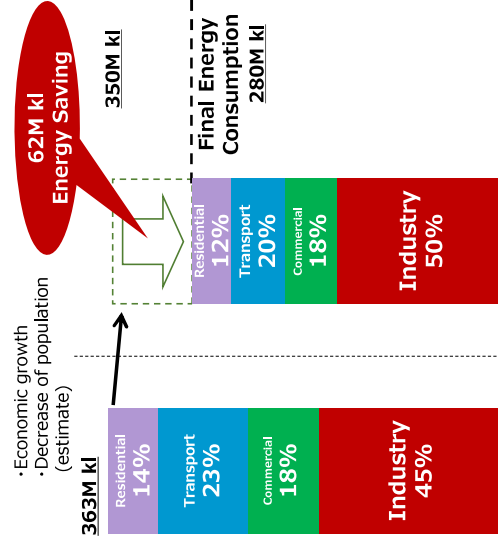 ・Economic growth
・Decrease of population
(estimate)
62M kl
Energy Saving
363M kl
350M kl
Final Energy
Consumption
280M kl
Residential
14%
Transport
23%
Commercial
18%
Industry
45%
Residential
12%
Transport
20%
Commercial
18%
Industry
50%